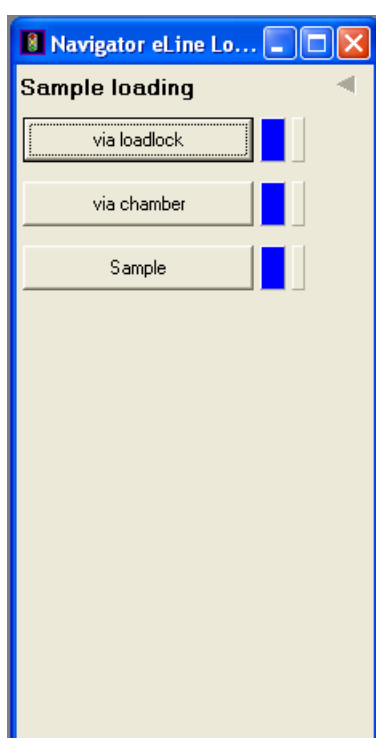 Navigator eLine Lo...
Sample loading
via loadlock
via chamber
Sample